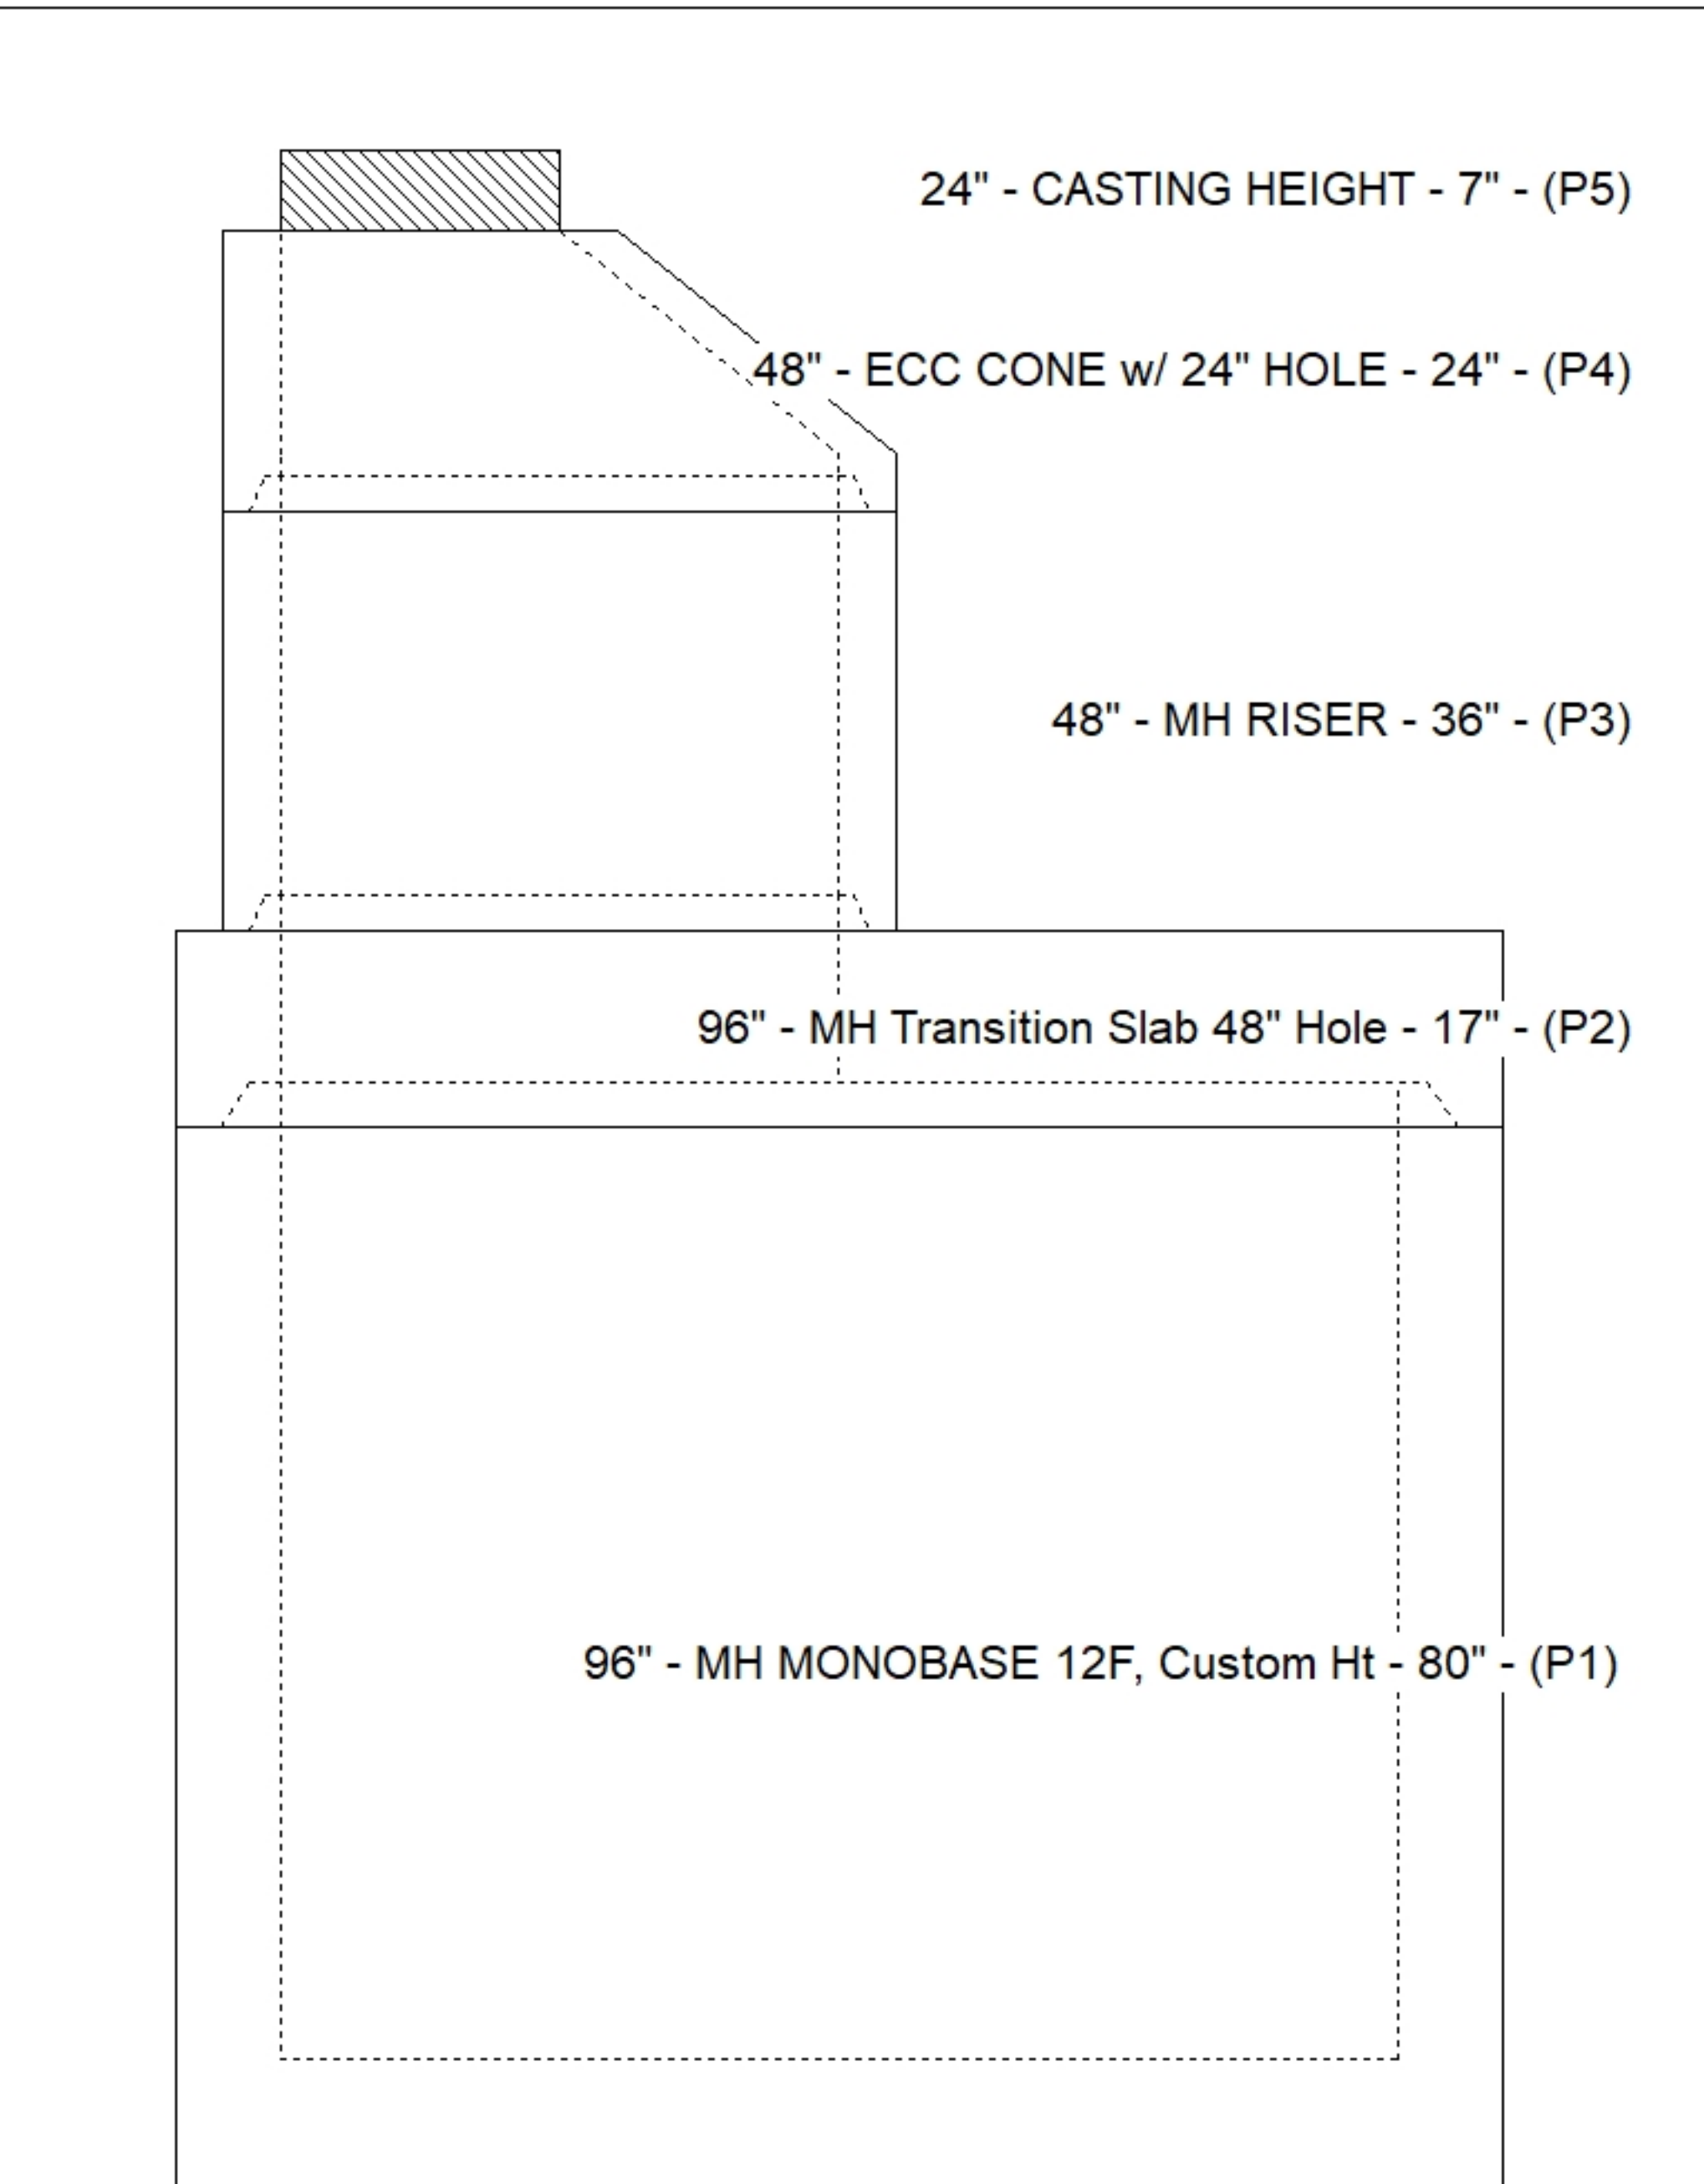 24" - CASTING HEIGHT - 7" - (P5)
48" - ECC CONE w/ 24" HOLE - 24" - (P4)
48" - MH RISER - 36" - (P3)
96" - MH Transition Slab 48" Hole - 17" - (P2)
96" - MH MONOBASE 12F, Custom Ht - 80" - (P1)